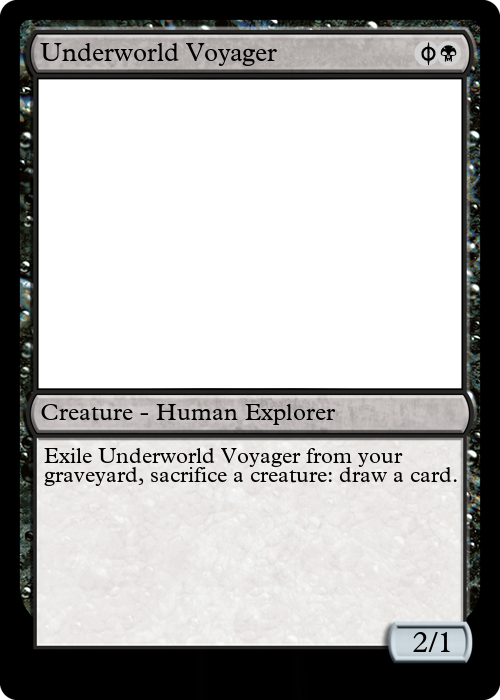 Underworld Voyager
Creature - Human Explorer
Exile Underworld Voyager from your
graveyard, sacrifice a creature: draw a card.
2/1